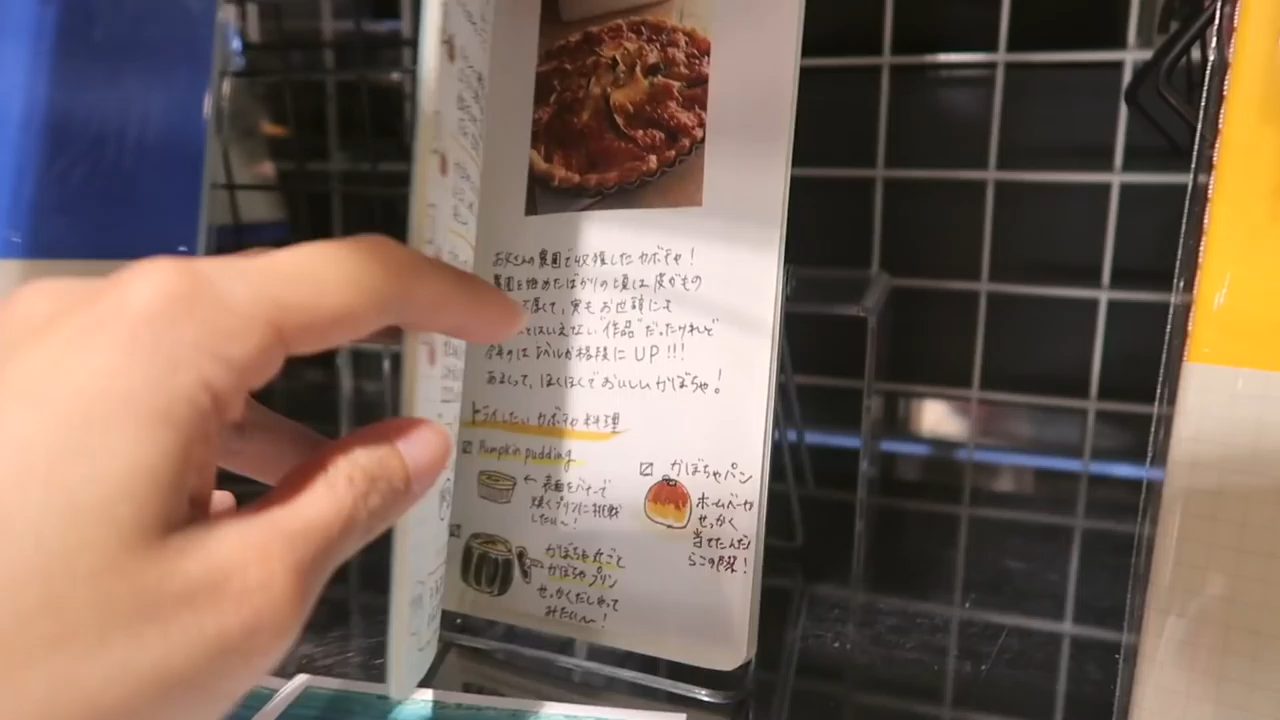 お父さんの農園で収穫したカボチャ!
農園を始めたばかりの頃は皮がもの
厚くて、実もお世辞にも
とはいえない“作品”だったけれど
今年のはレベルが格段にUP!!!
あまくって、ほくほくでおいしいかぼちゃ!
トライしたいカボチャ料理
Pumpkin pudding
← 表面をバーナーで
焼くプリンに挑戦
したい〜!
かぼちゃ丸ごと
かぼちゃプリン
せっかくだしやって
みたい〜!
かぼちゃパン
ホームベーカ
せっかく
当てたんだ
らこの際!